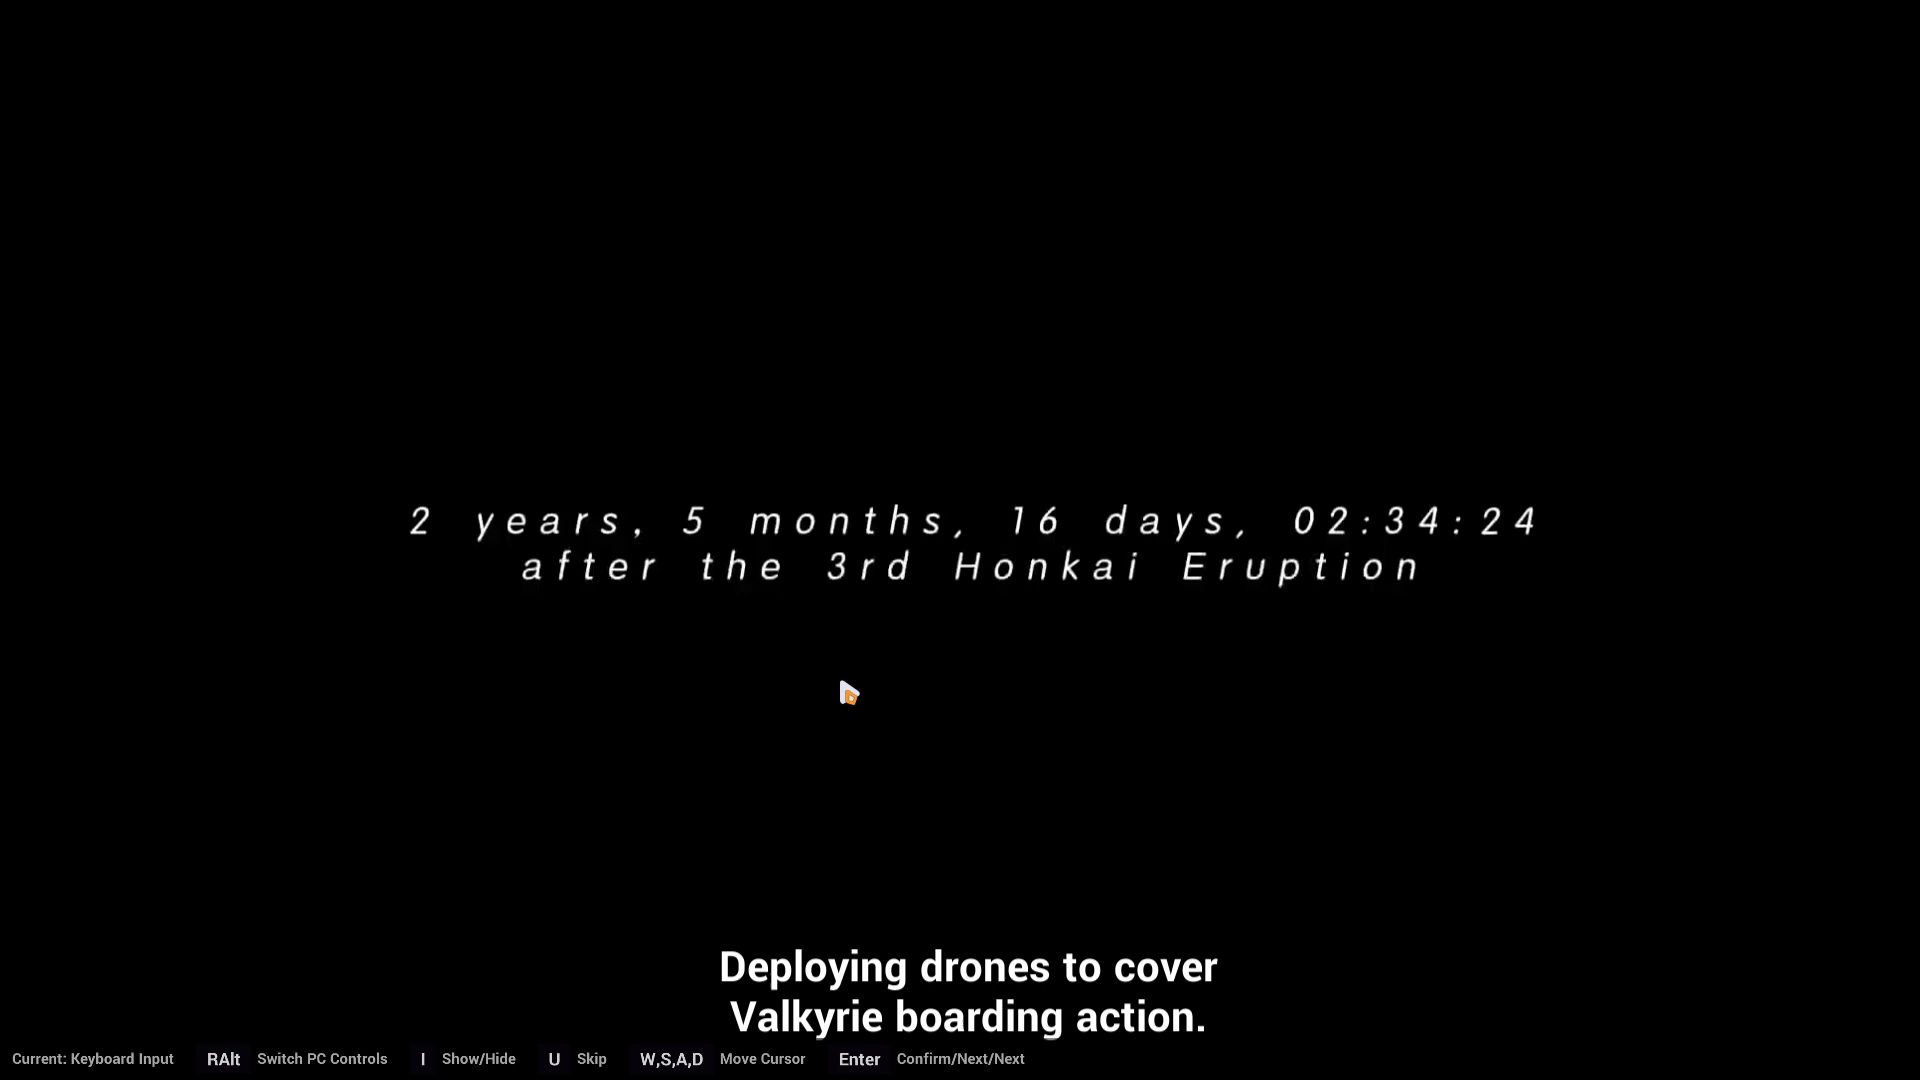 2 years, 5 months, 16 days, 02:34:24
after the 3rd Honkai Eruption
Deploying drones to cover
Valkyrie boarding action.
Current: Keyboard Input RAlt Switch PC Controls I Show/Hide U Skip W,S,A,D Move Cursor Enter Confirm/Next/Next